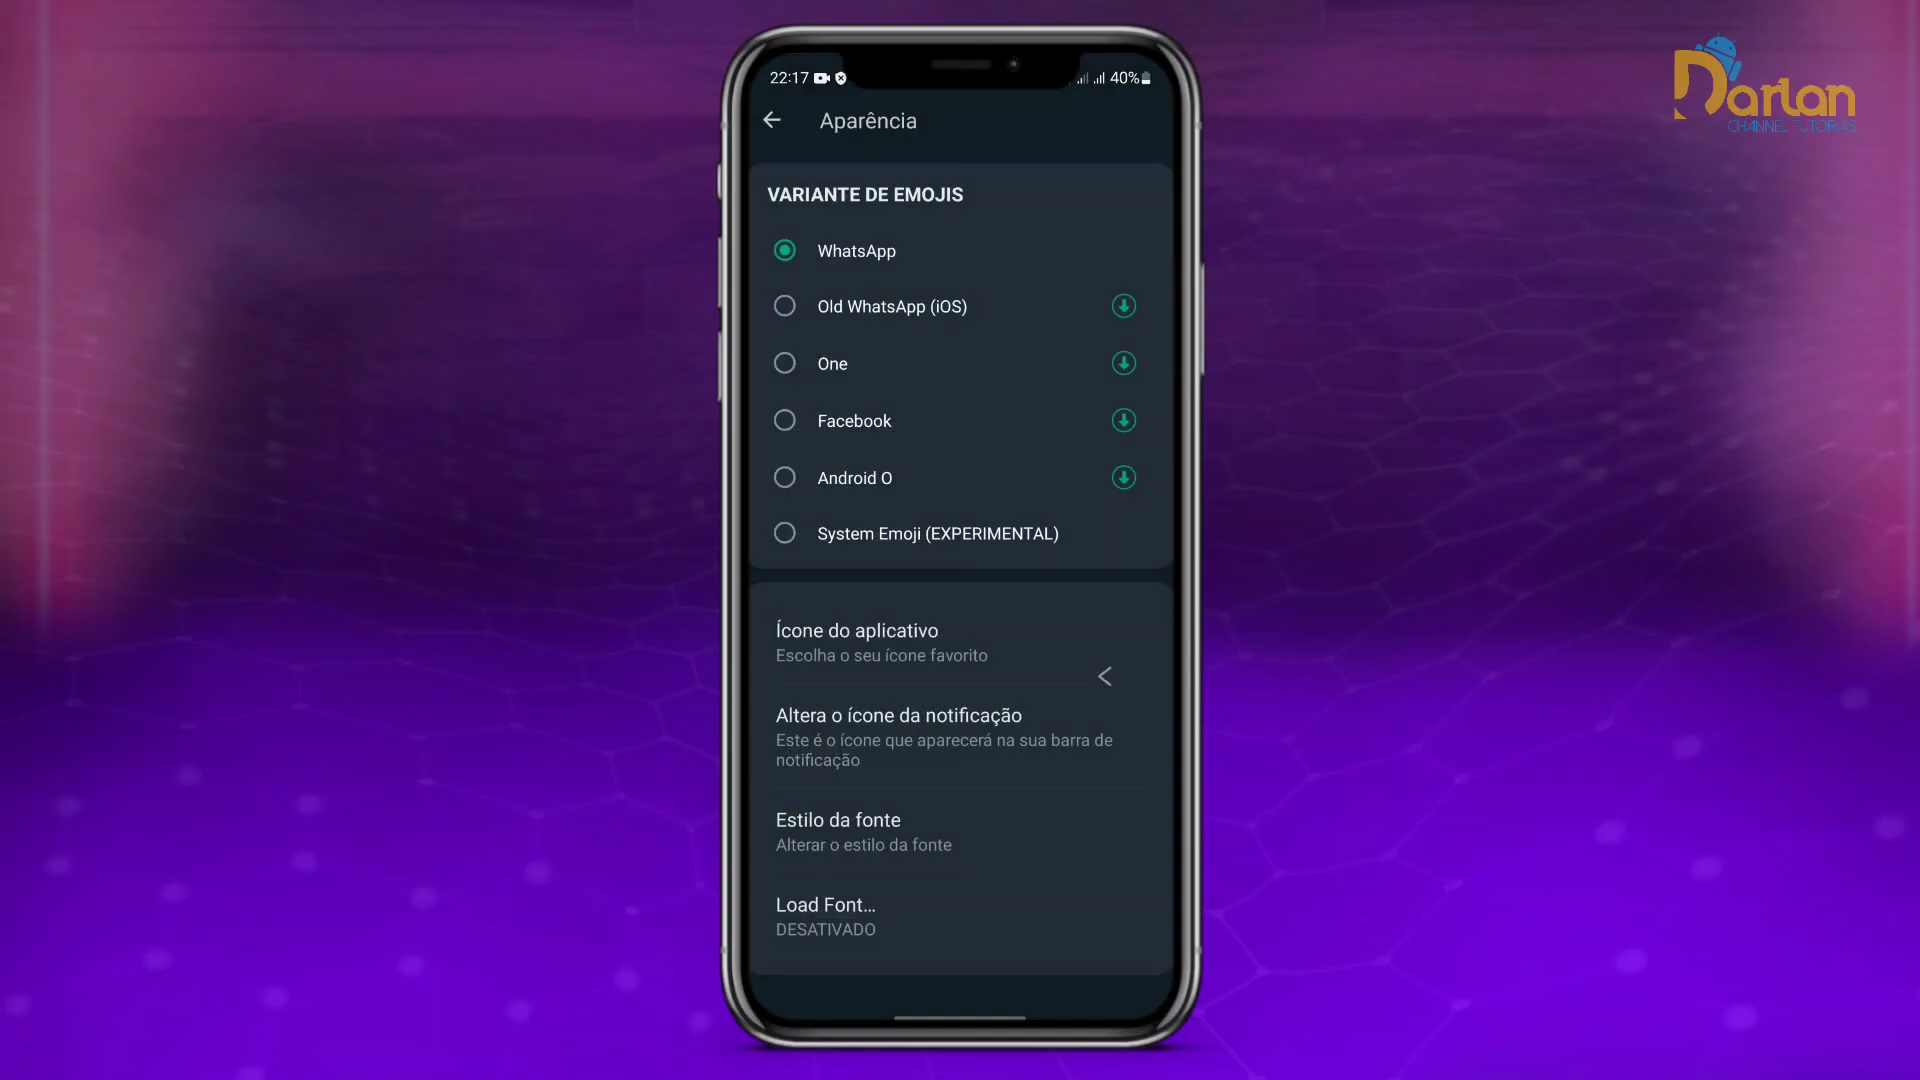 Darlan
CHANNEL TUTORIAIS
22:17
40%
Aparência
VARIANTE DE EMOJIS
WhatsApp
Old WhatsApp (iOS)
One
Facebook
Android O
System Emoji (EXPERIMENTAL)
Ícone do aplicativo
Escolha o seu ícone favorito
Altera o ícone da notificação
Este é o ícone que aparecerá na sua barra de
notificação
Estilo da fonte
Alterar o estilo da fonte
Load Font...
DESATIVADO